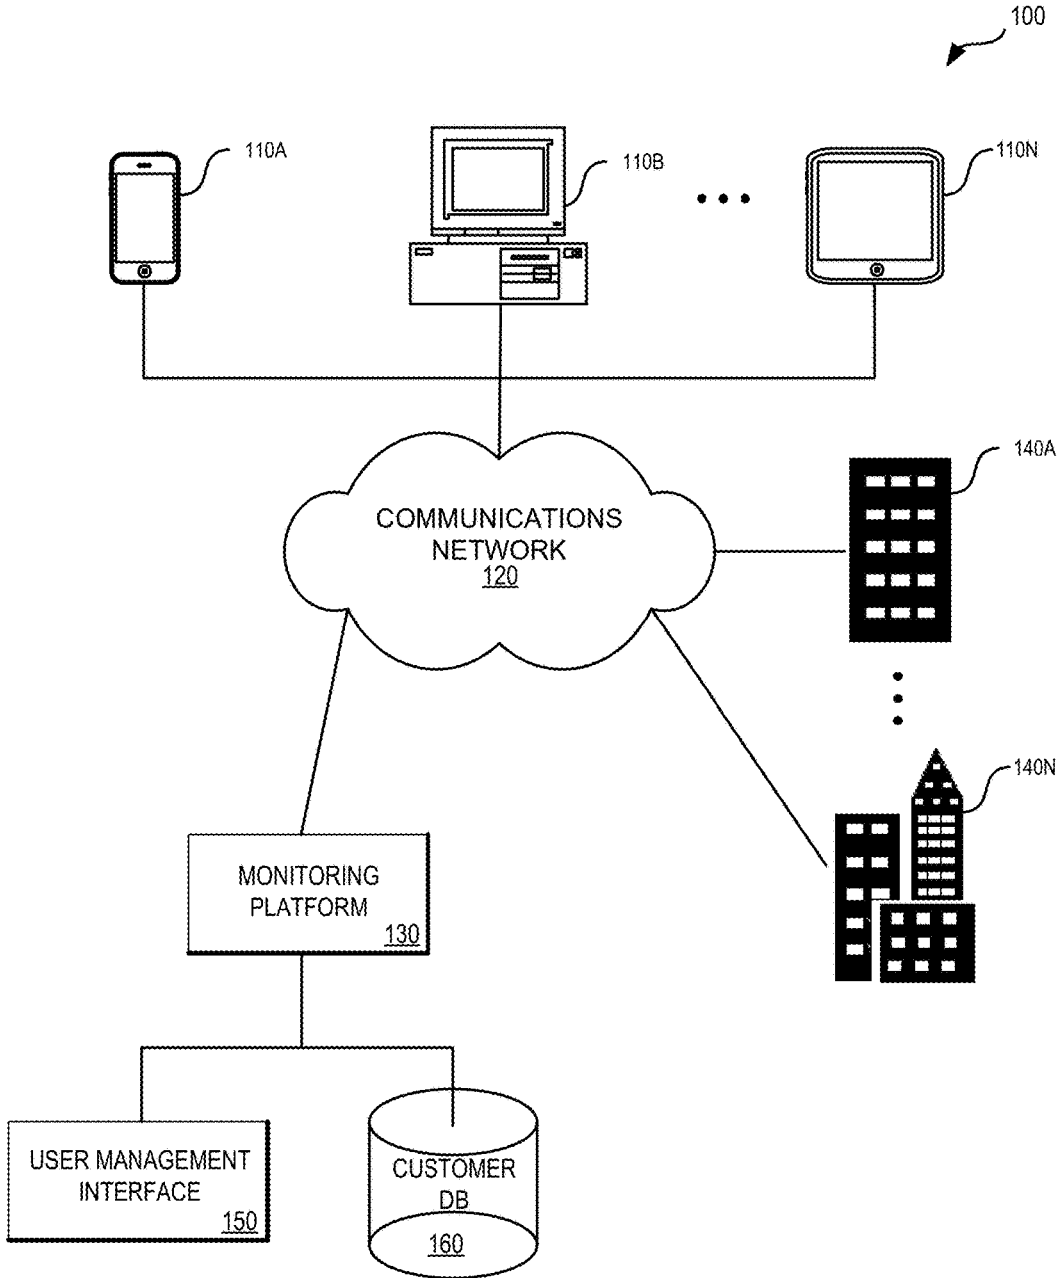 100
110A
110B
110N
140A
COMMUNICATIONS
NETWORK
120
140N
MONITORING
PLATFORM
130
USER MANAGEMENT
INTERFACE
150
CUSTOMER
DB
160